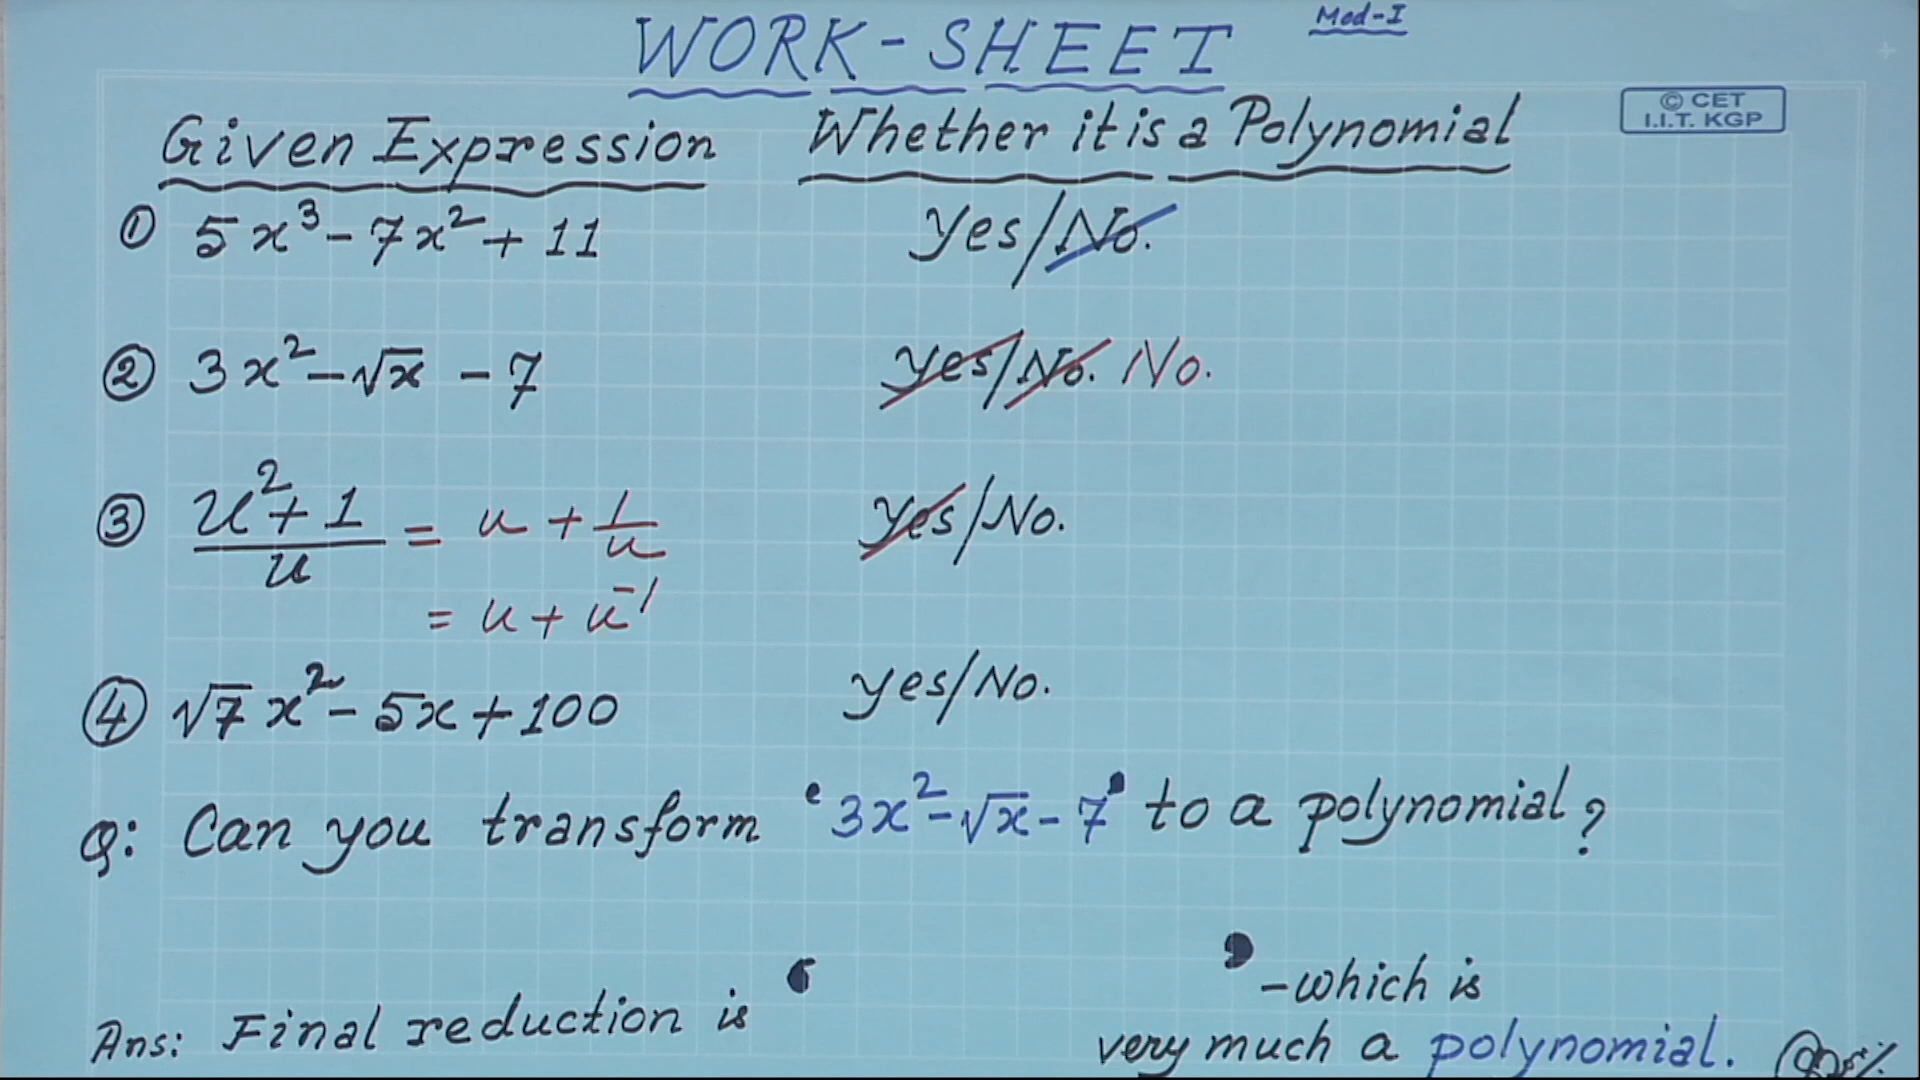 WORK-SHEET Mod-I
© CET
I.I.T. KGP
Given Expression Whether it is a Polynomial
① 5x³ - 7x² + 11 Yes/No.
② 3x² - √x - 7 Yes/No. No.
③ (u² + 1)/u = u + 1/u Yes/No.
= u + u⁻¹
④ √7 x² - 5x + 100 Yes/No.
Q: Can you transform ‘3x² - √x - 7’ to a polynomial?
Ans: Final reduction is ‘ ’ - which is
very much a polynomial.